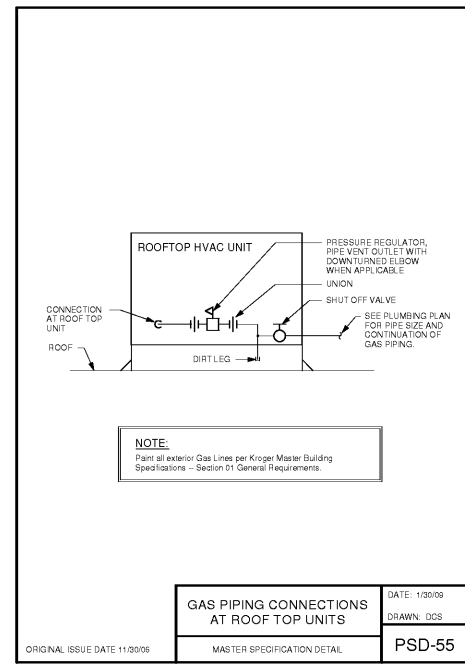 ROOFTOP HVAC UNIT
PRESSURE REGULATOR,
PIPE VENT OUTLET WITH
DOWNTURNED ELBOW
WHEN APPLICABLE
UNION
SHUT OFF VALVE
CONNECTION
AT ROOF TOP
UNIT
SEE PLUMBING PLAN
FOR PIPE SIZE AND
CONTINUATION OF
GAS PIPING.
ROOF
DIRT LEG
NOTE:
Paint all exterior Gas Lines per Kroger Master Building
Specifications -- Section 01 General Requirements.
GAS PIPING CONNECTIONS
AT ROOF TOP UNITS
DATE: 1/30/09
DRAWN: DCS
ORIGINAL ISSUE DATE 11/30/06
MASTER SPECIFICATION DETAIL
PSD-55